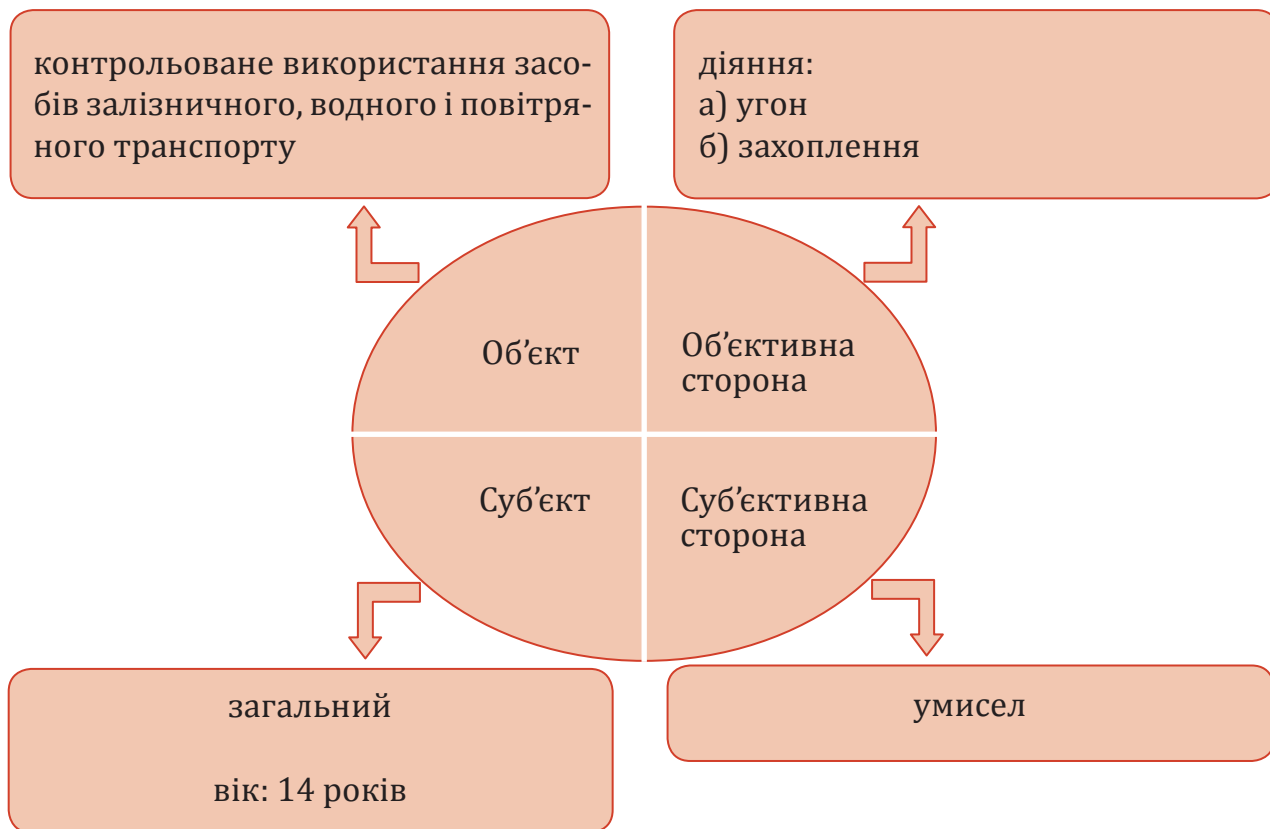 контрольоване використання засо-
бів залізничного, водного і повітря-
ного транспорту
діяння:
а) угон
б) захоплення
Об’єкт
Об’єктивна
сторона
Суб’єкт
Суб’єктивна
сторона
загальний
вік: 14 років
умисел